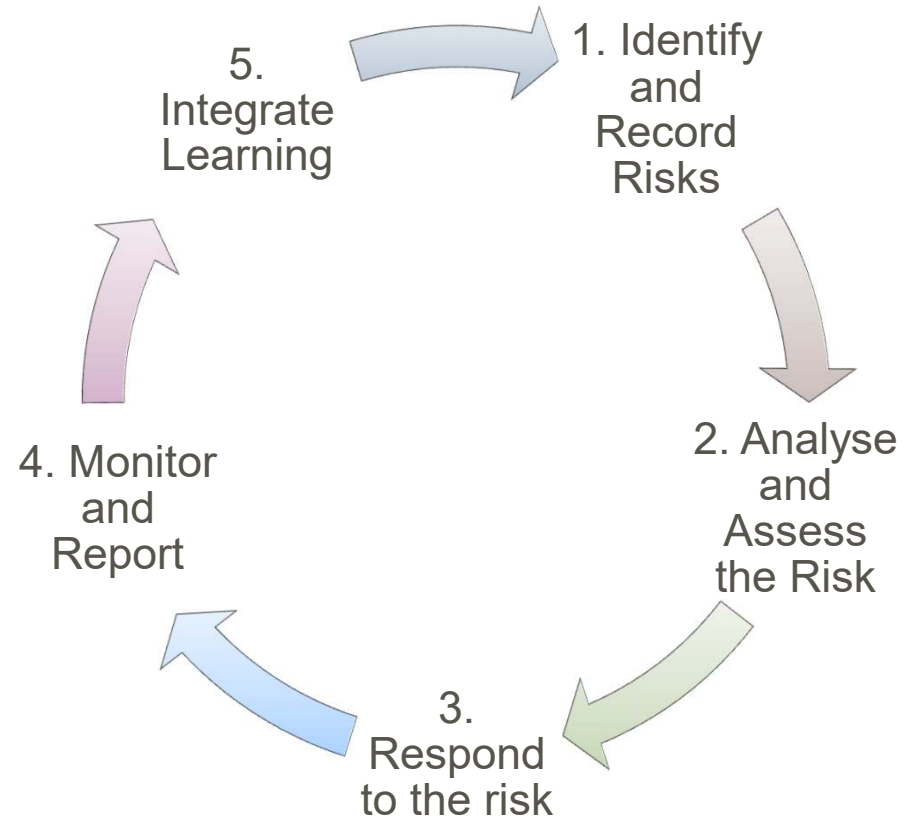 1. Identify
and
Record
Risks
2. Analyse
and
Assess
the Risk
3.
Respond
to the risk
4. Monitor
and
Report
5.
Integrate
Learning